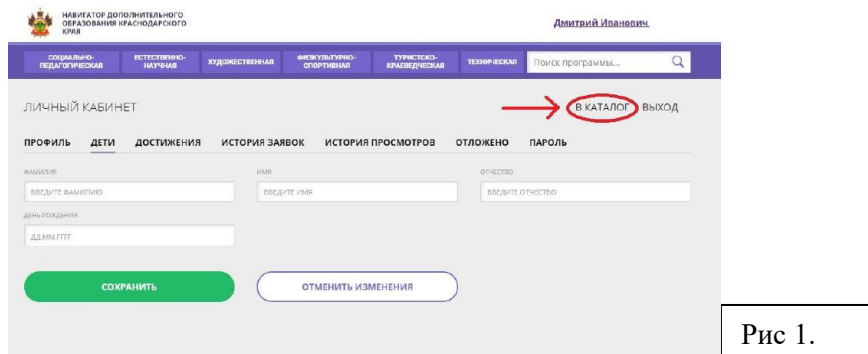 НАВИГАТОР ДОПОЛНИТЕЛЬНОГО
ОБРАЗОВАНИЯ КРАСНОДАРСКОГО
КРАЯ
Дмитрий Иванович
СОЦИАЛЬНО-
ПЕДАГОГИЧЕСКАЯ
ЕСТЕСТВЕННО-
НАУЧНАЯ
ХУДОЖЕСТВЕННАЯ
ФИЗКУЛЬТУРНО-
СПОРТИВНАЯ
ТУРИСТСКО-
КРАЕВЕДЧЕСКАЯ
ТЕХНИЧЕСКАЯ
Поиск программы...
ЛИЧНЫЙ КАБИНЕТ
В КАТАЛОГ ВЫХОД
ПРОФИЛЬ ДЕТИ ДОСТИЖЕНИЯ ИСТОРИЯ ЗАЯВОК ИСТОРИЯ ПРОСМОТРОВ ОТЛОЖЕНО ПАРОЛЬ
ФАМИЛИЯ ИМЯ ОТЧЕСТВО
ВВЕДИТЕ ФАМИЛИЮ ВВЕДИТЕ ИМЯ ВВЕДИТЕ ОТЧЕСТВО
ДЕНЬ РОЖДЕНИЯ
ДД.ММ.ГГГГ
СОХРАНИТЬ ОТМЕНИТЬ ИЗМЕНЕНИЯ
Рис 1.